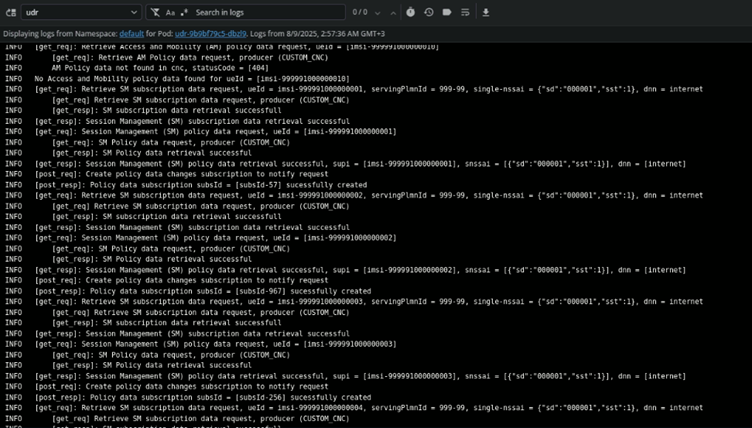 udr
Aa .* Search in logs 0 / 0
Displaying logs from Namespace: default for Pod: udr-9b9bf79c5-dbzl9. Logs from 8/9/2025, 2:57:36 AM GMT+3
INFO [get_req]: Retrieve Access and Mobility (AM) policy data request, ueId = [imsi-999991000000010]
INFO [get_req]: Retrieve AM Policy data request, producer (CUSTOM_CNC)
INFO AM Policy data not found in cnc, statusCode = [404]
INFO No Access and Mobility policy data found for ueId = [imsi-999991000000010]
INFO [get_req]: Retrieve SM subscription data request, ueId = imsi-999991000000001, servingPlmnId = 999-99, single-nssai = {"sd":"000001","sst":1}, dnn = internet
INFO [get_req] Retrieve SM subscription data request, producer (CUSTOM_CNC)
INFO [get_resp]: SM subscription data retrieval successfull
INFO [get_resp]: Session Management (SM) subscription data retrieval successful
INFO [get_req]: Session Management (SM) policy data request, ueId = [imsi-999991000000001]
INFO [get_req]: SM Policy data request, producer (CUSTOM_CNC)
INFO [get_resp]: SM Policy data retrieval successful
INFO [get_resp]: Session Management (SM) policy data retrieval successful, supi = [imsi-999991000000001], snssai = [{"sd":"000001","sst":1}], dnn = [internet]
INFO [post_req]: Create policy data changes subscription to notify request
INFO [post_resp]: Policy data subscription subsId = [subsId-57] sucessfully created
INFO [get_req]: Retrieve SM subscription data request, ueId = imsi-999991000000002, servingPlmnId = 999-99, single-nssai = {"sd":"000001","sst":1}, dnn = internet
INFO [get_req] Retrieve SM subscription data request, producer (CUSTOM_CNC)
INFO [get_resp]: SM subscription data retrieval successfull
INFO [get_resp]: Session Management (SM) subscription data retrieval successful
INFO [get_req]: Session Management (SM) policy data request, ueId = [imsi-999991000000002]
INFO [get_req]: SM Policy data request, producer (CUSTOM_CNC)
INFO [get_resp]: SM Policy data retrieval successful
INFO [get_resp]: Session Management (SM) policy data retrieval successful, supi = [imsi-999991000000002], snssai = [{"sd":"000001","sst":1}], dnn = [internet]
INFO [post_req]: Create policy data changes subscription to notify request
INFO [post_resp]: Policy data subscription subsId = [subsId-967] sucessfully created
INFO [get_req]: Retrieve SM subscription data request, ueId = imsi-999991000000003, servingPlmnId = 999-99, single-nssai = {"sd":"000001","sst":1}, dnn = internet
INFO [get_req] Retrieve SM subscription data request, producer (CUSTOM_CNC)
INFO [get_resp]: SM subscription data retrieval successfull
INFO [get_resp]: Session Management (SM) subscription data retrieval successful
INFO [get_req]: Session Management (SM) policy data request, ueId = [imsi-999991000000003]
INFO [get_req]: SM Policy data request, producer (CUSTOM_CNC)
INFO [get_resp]: SM Policy data retrieval successful
INFO [get_resp]: Session Management (SM) policy data retrieval successful, supi = [imsi-999991000000003], snssai = [{"sd":"000001","sst":1}], dnn = [internet]
INFO [post_req]: Create policy data changes subscription to notify request
INFO [post_resp]: Policy data subscription subsId = [subsId-256] sucessfully created
INFO [get_req]: Retrieve SM subscription data request, ueId = imsi-999991000000004, servingPlmnId = 999-99, single-nssai = {"sd":"000001","sst":1}, dnn = internet
INFO [get_req] Retrieve SM subscription data request, producer (CUSTOM_CNC)